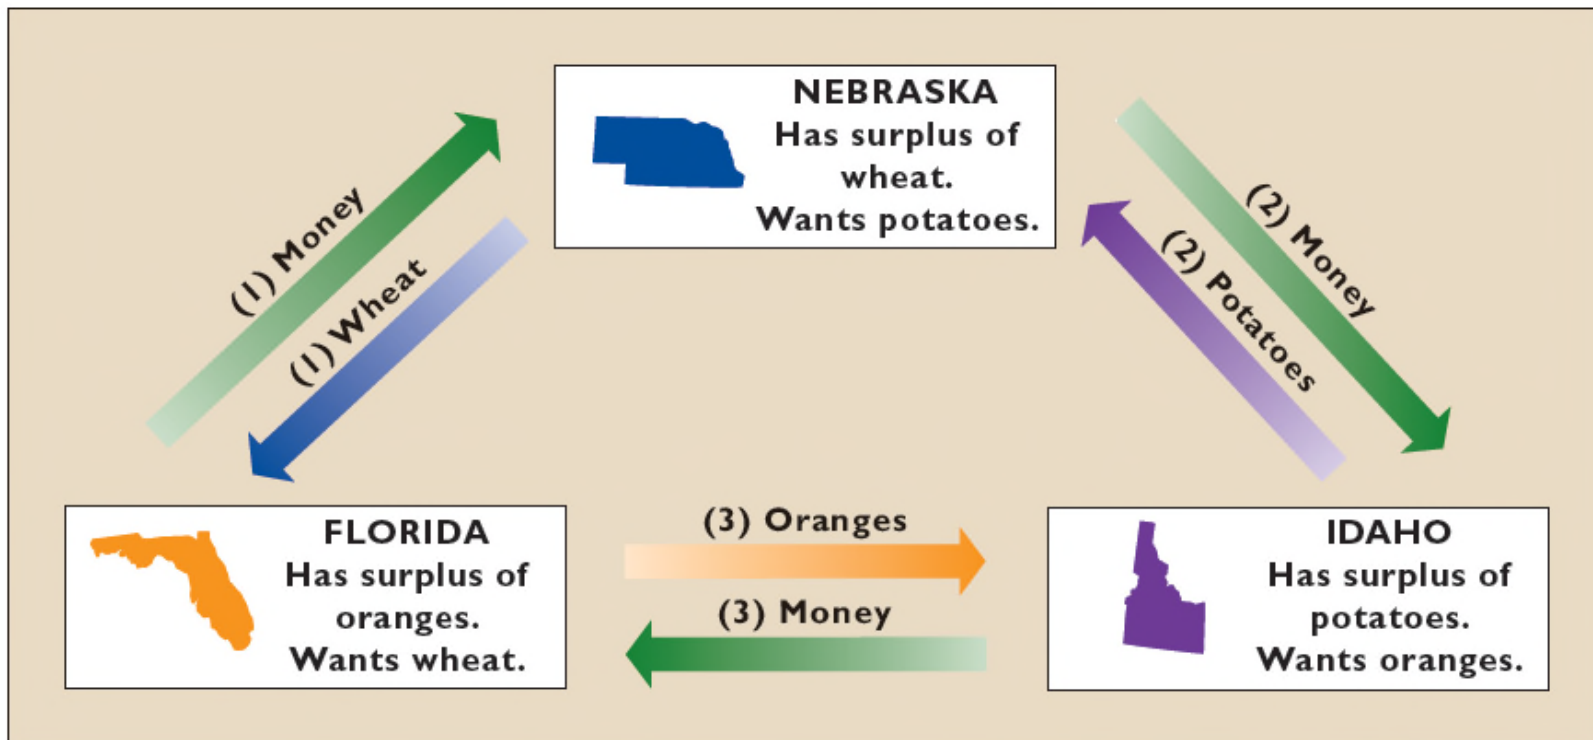 NEBRASKA
Has surplus of
wheat.
Wants potatoes.
(1) Money
(1) Wheat
(2) Money
(2) Potatoes
FLORIDA
Has surplus of
oranges.
Wants wheat.
(3) Oranges
(3) Money
IDAHO
Has surplus of
potatoes.
Wants oranges.